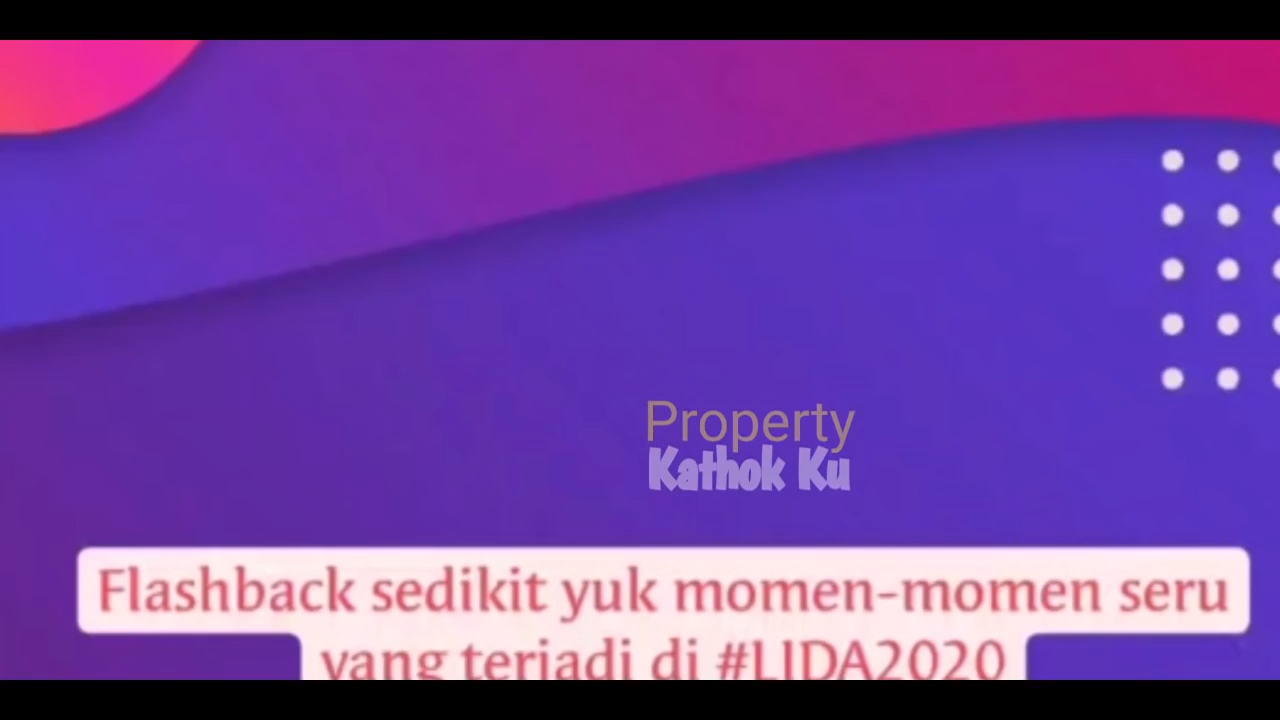 Property
Kathok Ku
Flashback sedikit yuk momen-momen seru
yang terjadi di #LIDA2020